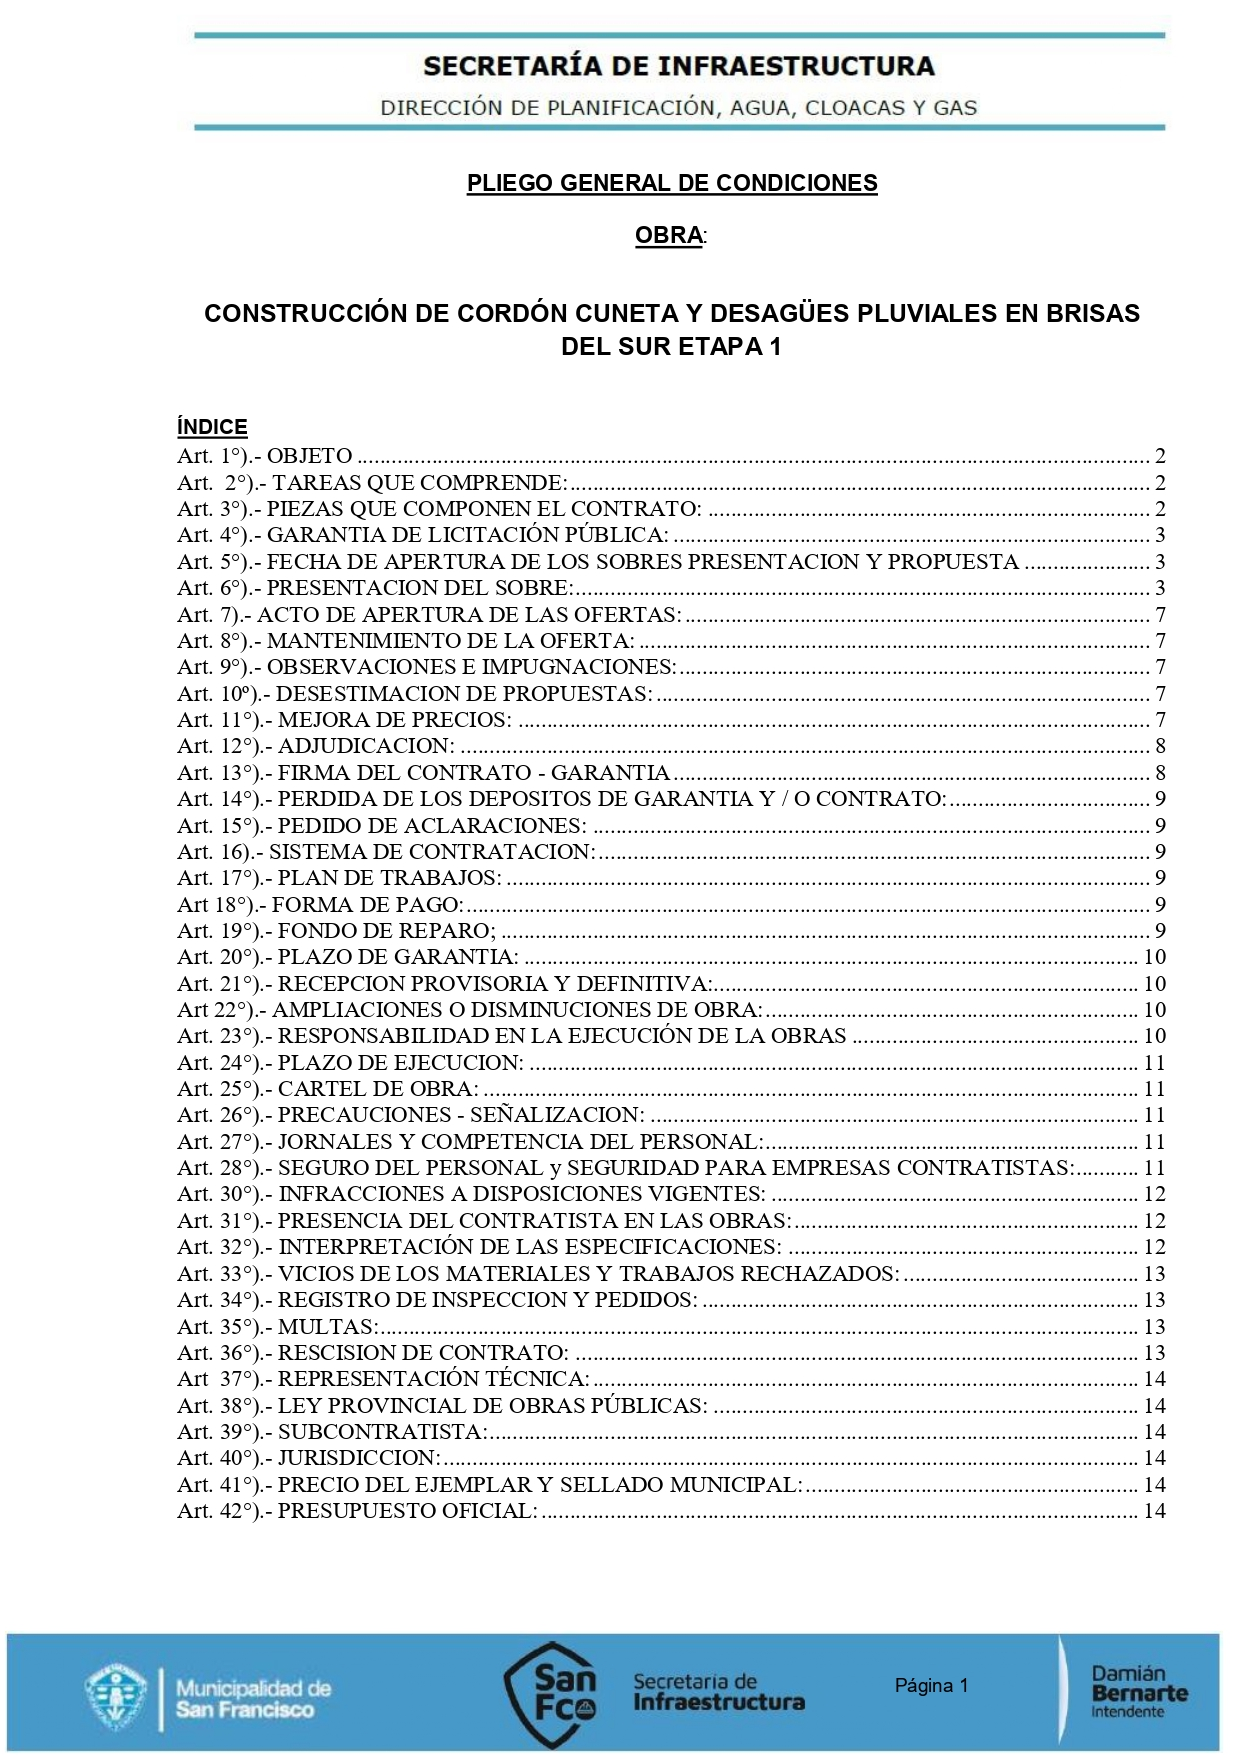 SECRETARÍA DE INFRAESTRUCTURA
DIRECCIÓN DE PLANIFICACIÓN, AGUA, CLOACAS Y GAS
PLIEGO GENERAL DE CONDICIONES
OBRA:
CONSTRUCCIÓN DE CORDÓN CUNETA Y DESAGÜES PLUVIALES EN BRISAS
DEL SUR ETAPA 1
ÍNDICE
Art. 1°).- OBJETO ........ 2
Art.  2°).- TAREAS QUE COMPRENDE: ........ 2
Art. 3°).- PIEZAS QUE COMPONEN EL CONTRATO: ........ 2
Art. 4°).- GARANTIA DE LICITACIÓN PÚBLICA: ........ 3
Art. 5°).- FECHA DE APERTURA DE LOS SOBRES PRESENTACION Y PROPUESTA ........ 3
Art. 6°).- PRESENTACION DEL SOBRE: ........ 3
Art. 7).- ACTO DE APERTURA DE LAS OFERTAS: ........ 7
Art. 8°).- MANTENIMIENTO DE LA OFERTA: ........ 7
Art. 9°).- OBSERVACIONES E IMPUGNACIONES: ........ 7
Art. 10º).- DESESTIMACION DE PROPUESTAS: ........ 7
Art. 11°).- MEJORA DE PRECIOS: ........ 7
Art. 12°).- ADJUDICACION: ........ 8
Art. 13°).- FIRMA DEL CONTRATO - GARANTIA ........ 8
Art. 14°).- PERDIDA DE LOS DEPOSITOS DE GARANTIA Y / O CONTRATO: ........ 9
Art. 15°).- PEDIDO DE ACLARACIONES: ........ 9
Art. 16).- SISTEMA DE CONTRATACION: ........ 9
Art. 17°).- PLAN DE TRABAJOS: ........ 9
Art 18°).- FORMA DE PAGO: ........ 9
Art. 19°).- FONDO DE REPARO; ........ 9
Art. 20°).- PLAZO DE GARANTIA: ........ 10
Art. 21°).- RECEPCION PROVISORIA Y DEFINITIVA: ........ 10
Art 22°).- AMPLIACIONES O DISMINUCIONES DE OBRA: ........ 10
Art. 23°).- RESPONSABILIDAD EN LA EJECUCIÓN DE LA OBRAS ........ 10
Art. 24°).- PLAZO DE EJECUCION: ........ 11
Art. 25°).- CARTEL DE OBRA: ........ 11
Art. 26°).- PRECAUCIONES - SEÑALIZACION: ........ 11
Art. 27°).- JORNALES Y COMPETENCIA DEL PERSONAL: ........ 11
Art. 28°).- SEGURO DEL PERSONAL y SEGURIDAD PARA EMPRESAS CONTRATISTAS: ........ 11
Art. 30°).- INFRACCIONES A DISPOSICIONES VIGENTES: ........ 12
Art. 31°).- PRESENCIA DEL CONTRATISTA EN LAS OBRAS: ........ 12
Art. 32°).- INTERPRETACIÓN DE LAS ESPECIFICACIONES: ........ 12
Art. 33°).- VICIOS DE LOS MATERIALES Y TRABAJOS RECHAZADOS: ........ 13
Art. 34°).- REGISTRO DE INSPECCION Y PEDIDOS: ........ 13
Art. 35°).- MULTAS: ........ 13
Art. 36°).- RESCISION DE CONTRATO: ........ 13
Art  37°).- REPRESENTACIÓN TÉCNICA: ........ 14
Art. 38°).- LEY PROVINCIAL DE OBRAS PÚBLICAS: ........ 14
Art. 39°).- SUBCONTRATISTA: ........ 14
Art. 40°).- JURISDICCION: ........ 14
Art. 41°).- PRECIO DEL EJEMPLAR Y SELLADO MUNICIPAL: ........ 14
Art. 42°).- PRESUPUESTO OFICIAL: ........ 14
Municipalidad de
San Francisco
San
Fco
Secretaría de
Infraestructura
Página 1
Damián
Bernarte
Intendente